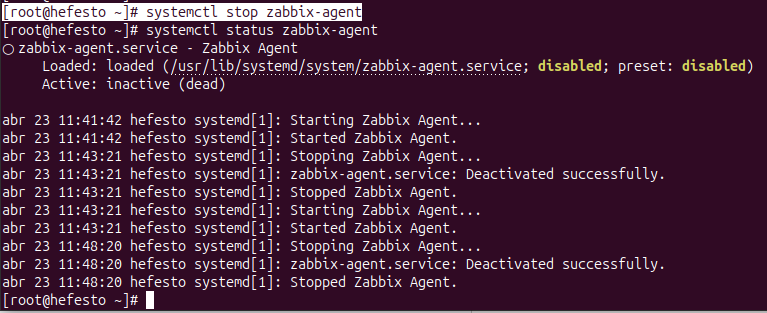 [root@hefesto ~]# systemctl stop zabbix-agent
[root@hefesto ~]# systemctl status zabbix-agent
○ zabbix-agent.service - Zabbix Agent
     Loaded: loaded (/usr/lib/systemd/system/zabbix-agent.service; disabled; preset: disabled)
     Active: inactive (dead)

abr 23 11:41:42 hefesto systemd[1]: Starting Zabbix Agent...
abr 23 11:41:42 hefesto systemd[1]: Started Zabbix Agent.
abr 23 11:43:21 hefesto systemd[1]: Stopping Zabbix Agent...
abr 23 11:43:21 hefesto systemd[1]: zabbix-agent.service: Deactivated successfully.
abr 23 11:43:21 hefesto systemd[1]: Stopped Zabbix Agent.
abr 23 11:43:21 hefesto systemd[1]: Starting Zabbix Agent...
abr 23 11:43:21 hefesto systemd[1]: Started Zabbix Agent.
abr 23 11:48:20 hefesto systemd[1]: Stopping Zabbix Agent...
abr 23 11:48:20 hefesto systemd[1]: zabbix-agent.service: Deactivated successfully.
abr 23 11:48:20 hefesto systemd[1]: Stopped Zabbix Agent.
[root@hefesto ~]#